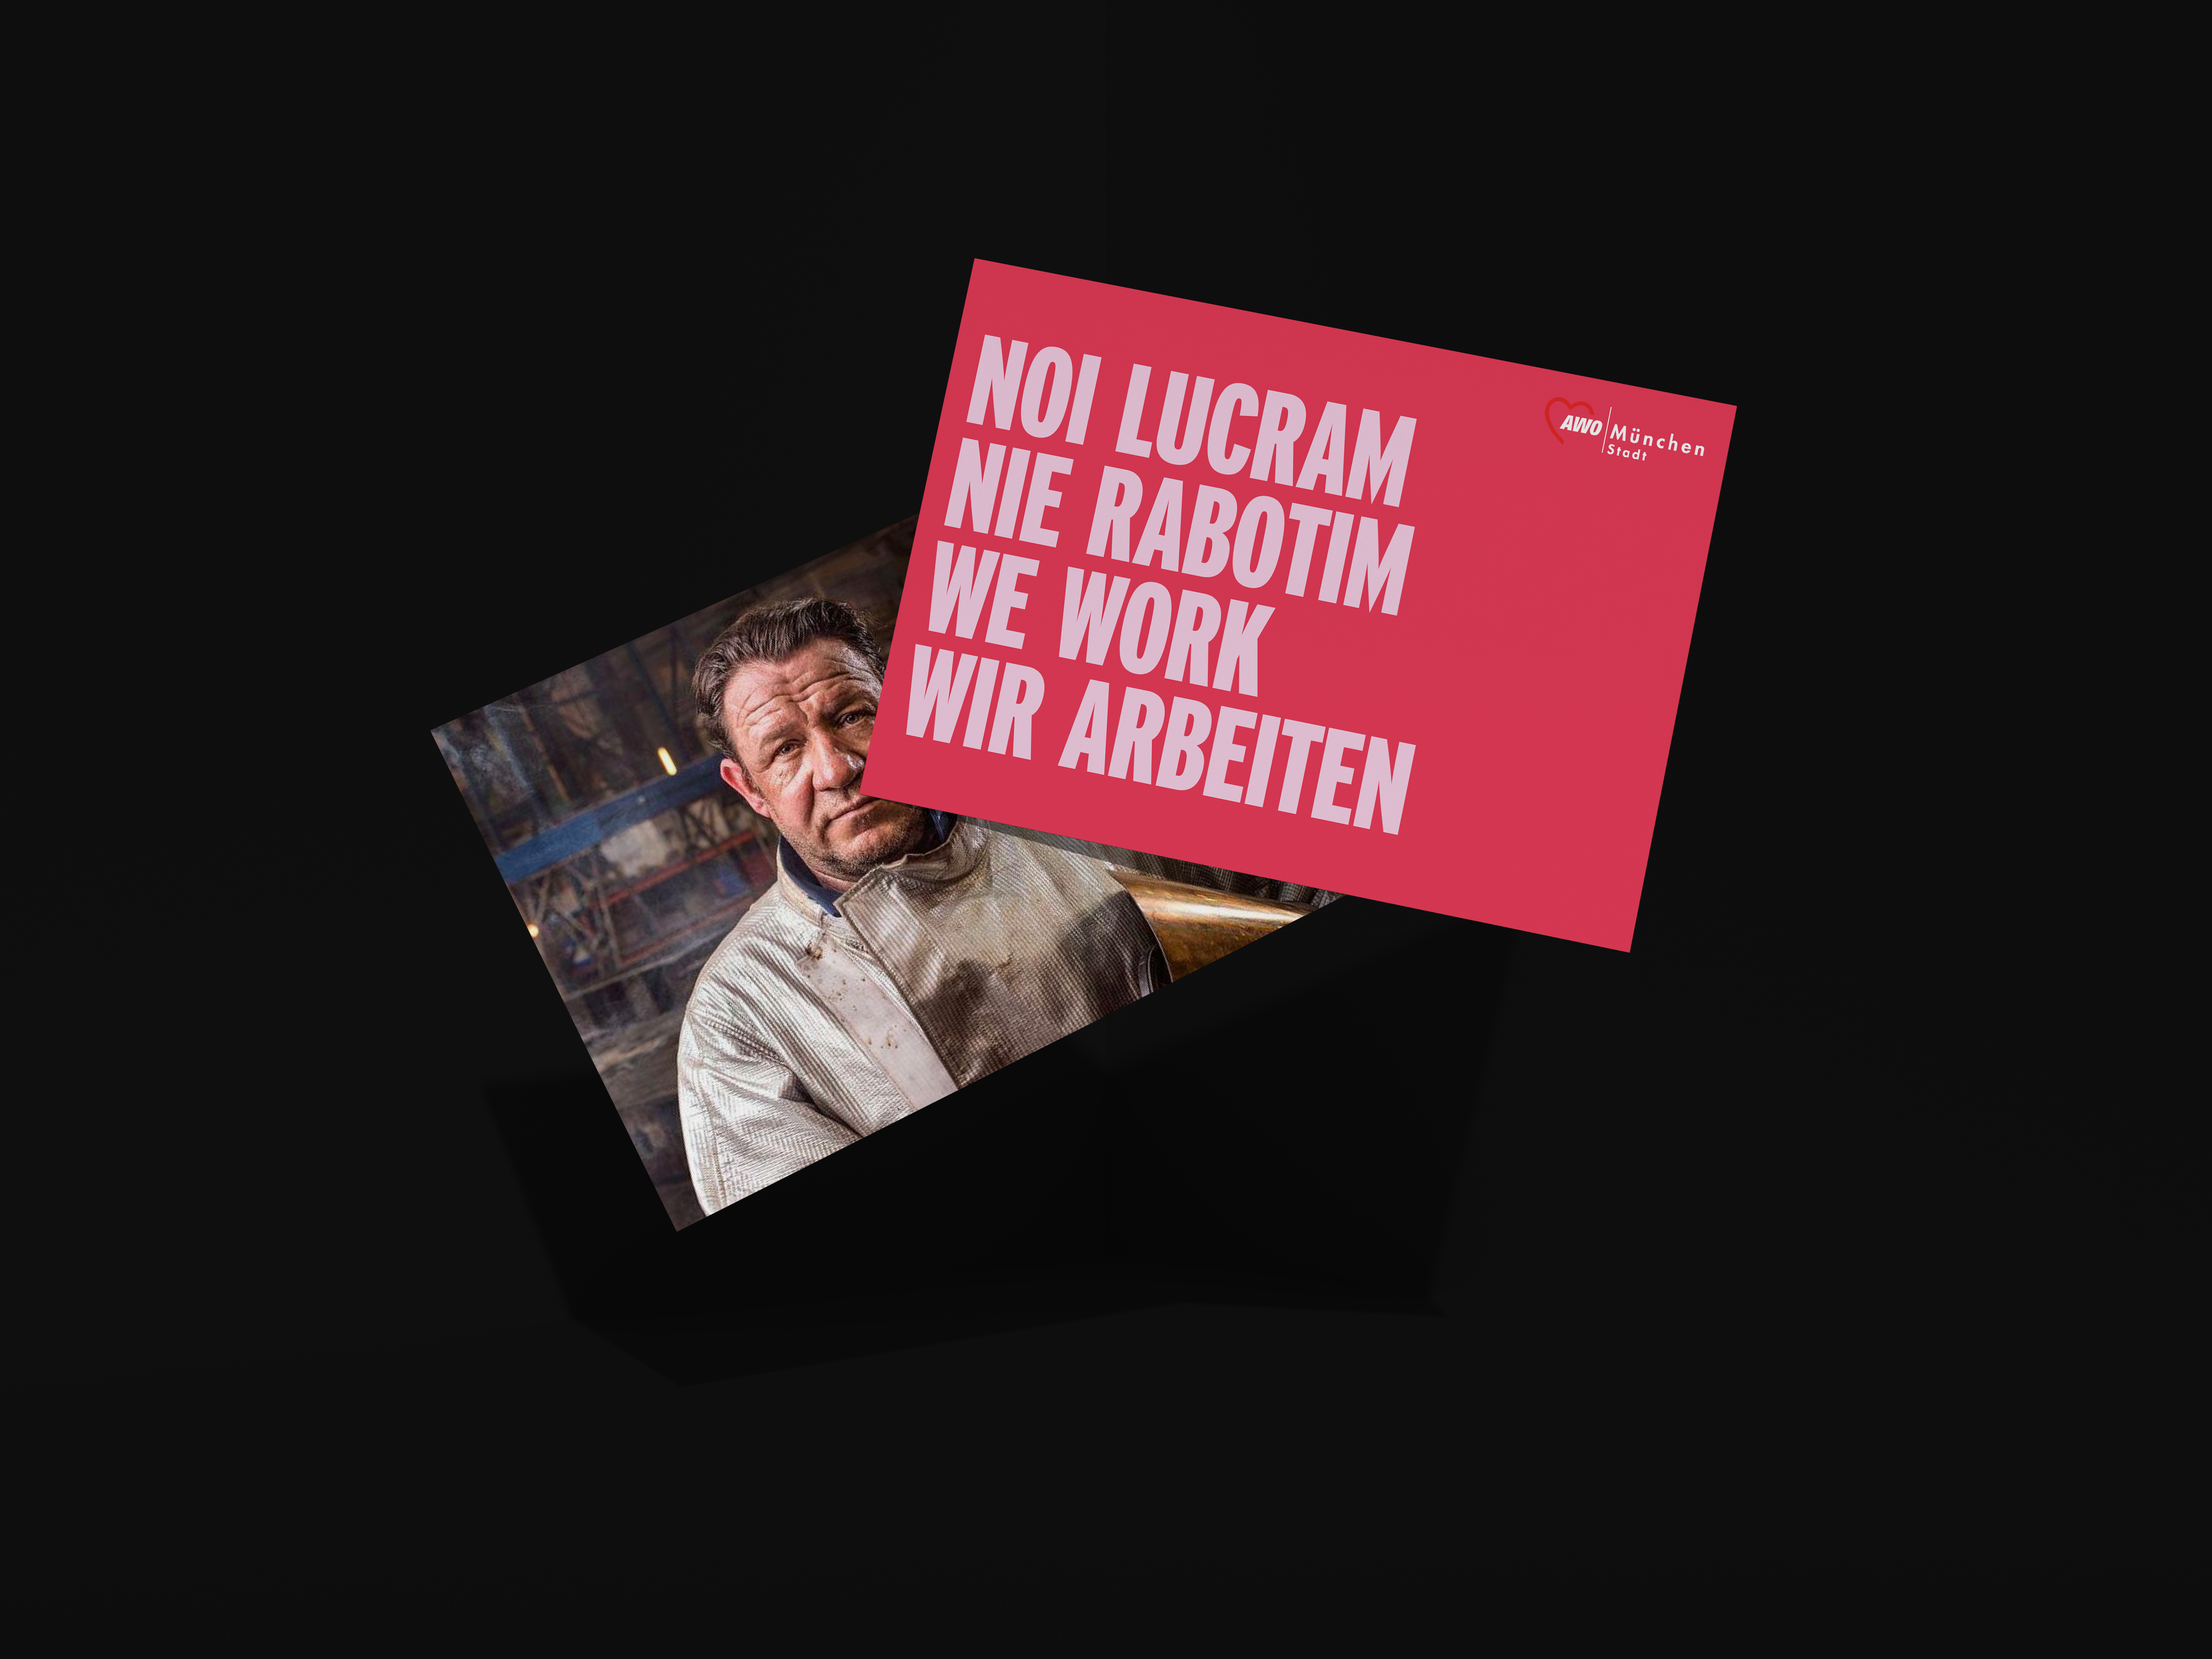 NOI LUCRAM
NIE RABOTIM
WE WORK
WIR ARBEITEN
AWO München
Stadt